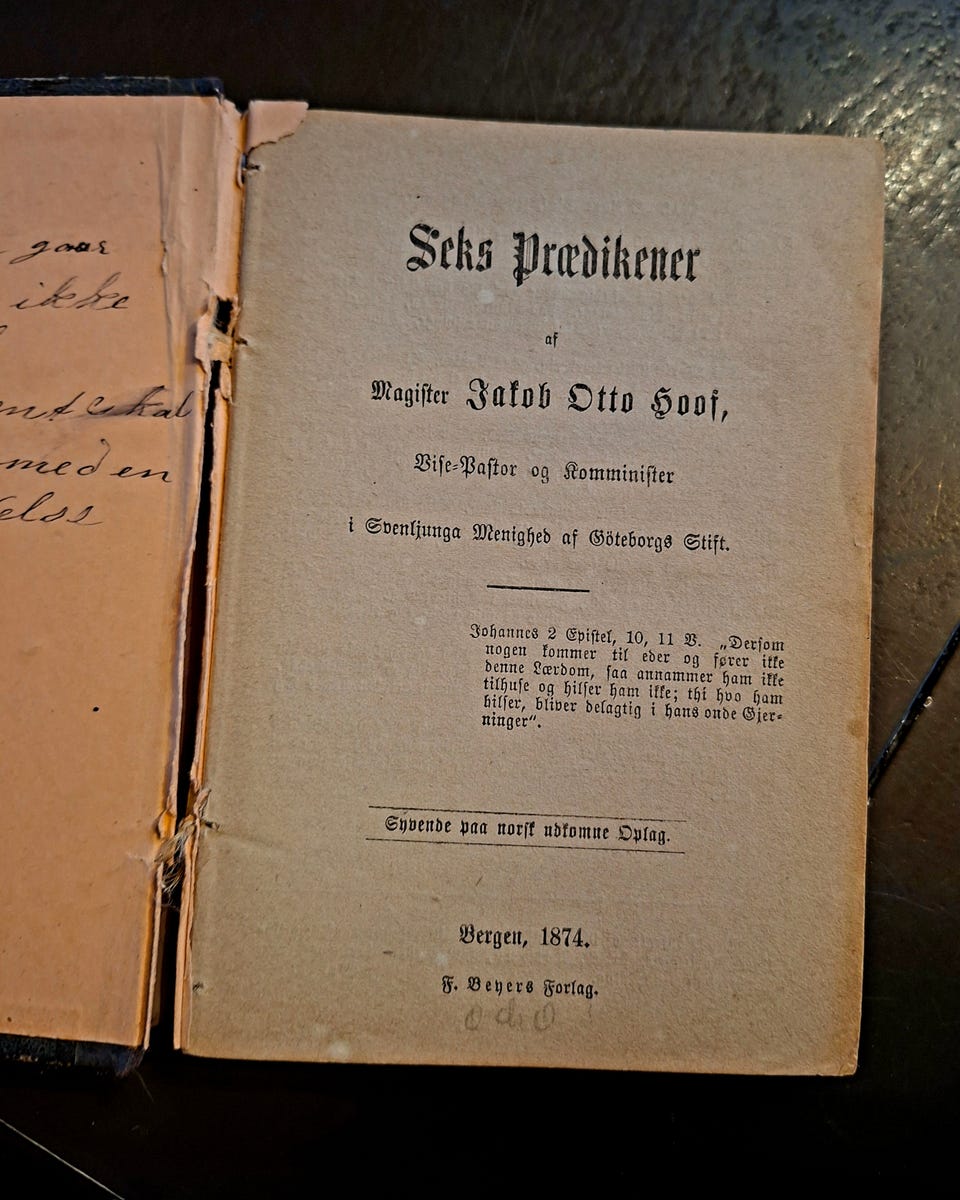 gaar
ikke
skal
med en
Seks Prædikener
af
Magister Jakob Otto Hoof,
Vise-Pastor og Komminister
i Svenljunga Menighed af Göteborgs Stift.
Johannes 2 Epistel, 10, 11 V. „Dersom
nogen kommer til eder og fører ikke
denne Lærdom, saa annammer ham ikke
tilhuse og hilser ham ikke; thi hvo ham
hilser, bliver delagtig i hans onde Gjer-
ninger".
Syvende paa norsk udkomne Oplag.
Bergen, 1874.
F. Beyers Forlag.